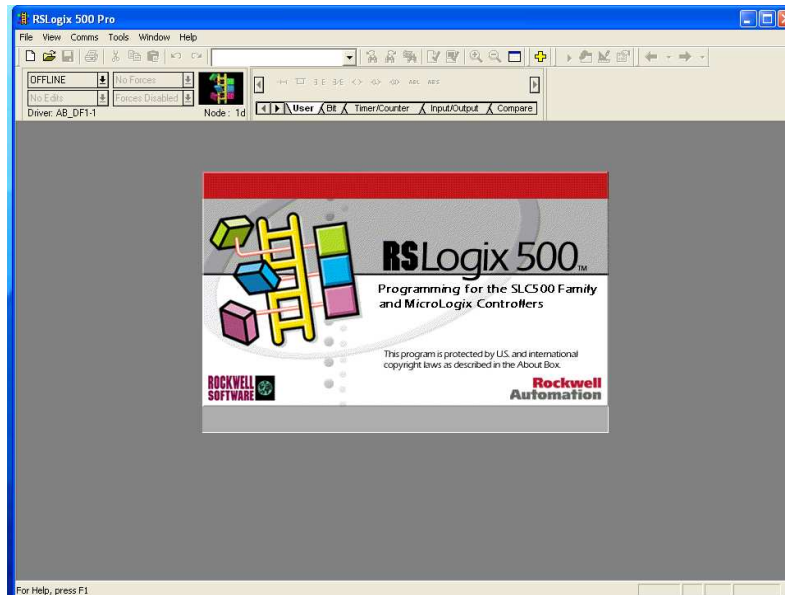 RSLogix 500 Pro
File View Comms Tools Window Help
OFFLINE No Forces
No Edits Forces Disabled
Driver: AB_DF1-1 Node : 1d
User Bit Timer/Counter Input/Output Compare
RSLogix 500 TM
Programming for the SLC500 Family
and MicroLogix Controllers
This program is protected by U.S. and international
copyright laws as described in the About Box.
ROCKWELL
SOFTWARE
Rockwell
Automation
For Help, press F1